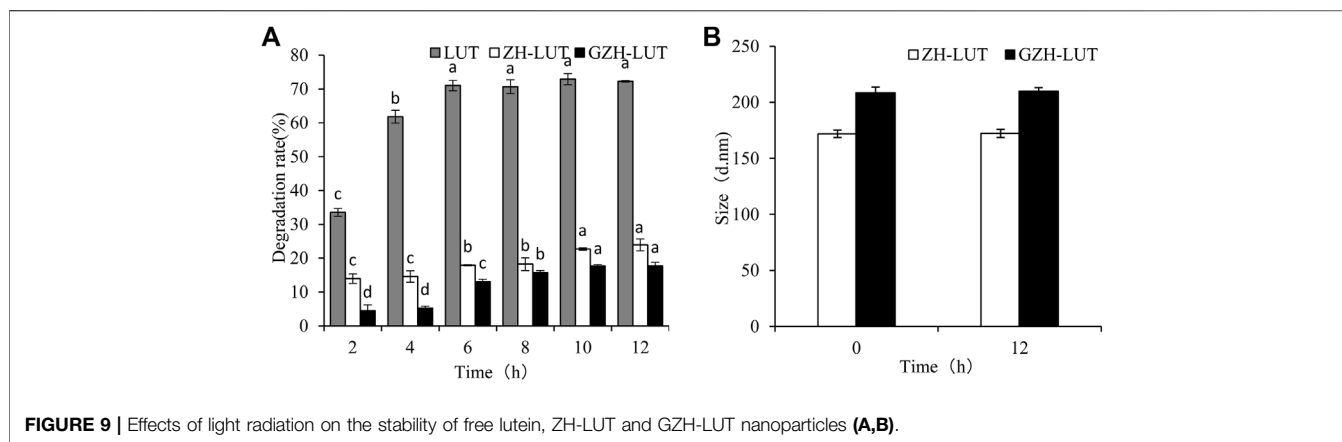 A
LUT ZH-LUT GZH-LUT
80
70
60
50
40
30
20
10
0
Degradation rate(%)
c c d
b c d
a b c
a b b
a a a
a a a
2 4 6 8 10 12
Time（h）
B
ZH-LUT GZH-LUT
250
200
150
100
50
0
Size（d.nm）
0 12
Time（h）
FIGURE 9 | Effects of light radiation on the stability of free lutein, ZH-LUT and GZH-LUT nanoparticles (A,B).